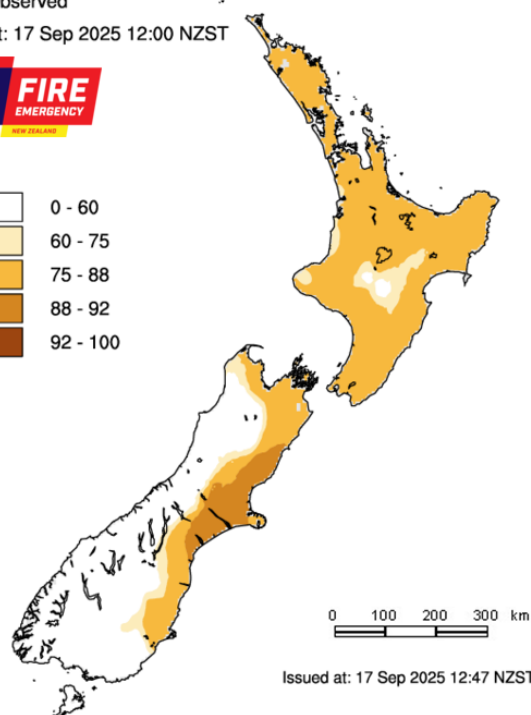 t: 17 Sep 2025 12:00 NZST
FIRE
EMERGENCY
NEW ZEALAND
0 - 60
60 - 75
75 - 88
88 - 92
92 - 100
0 100 200 300 km
Issued at: 17 Sep 2025 12:47 NZST